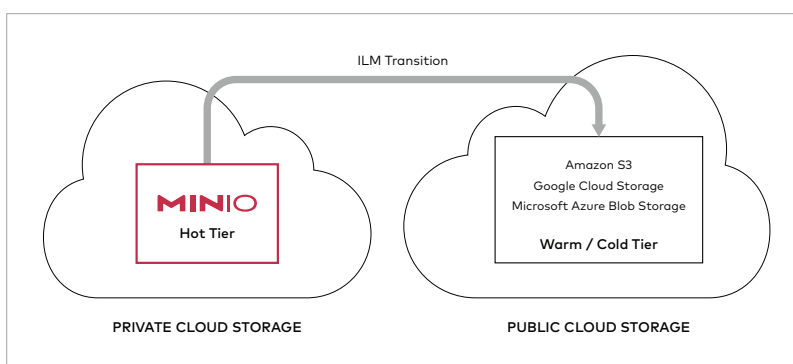 ILM Transition
MINIO
Hot Tier
Amazon S3
Google Cloud Storage
Microsoft Azure Blob Storage
Warm / Cold Tier
PRIVATE CLOUD STORAGE
PUBLIC CLOUD STORAGE